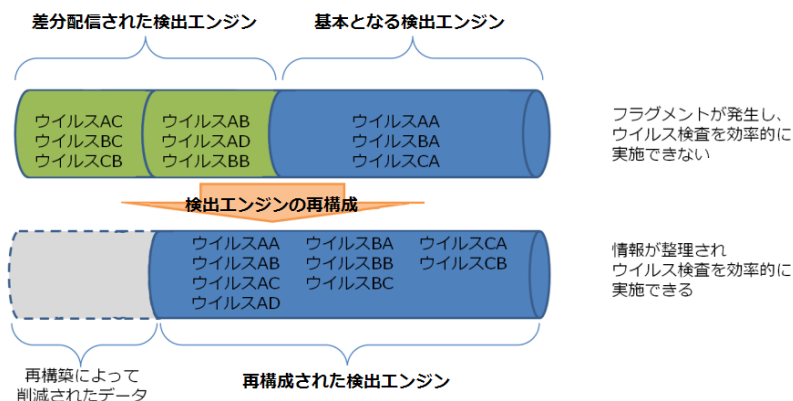 差分配信された検出エンジン
基本となる検出エンジン
ウイルスAC
ウイルスBC
ウイルスCB
ウイルスAB
ウイルスAD
ウイルスBB
ウイルスAA
ウイルスBA
ウイルスCA
フラグメントが発生し、
ウイルス検査を効率的に
実施できない
検出エンジンの再構成
ウイルスAA ウイルスBA ウイルスCA
ウイルスAB ウイルスBB ウイルスCB
ウイルスAC ウイルスBC
ウイルスAD
情報が整理され
ウイルス検査を効率的に
実施できる
再構築によって
削減されたデータ
再構成された検出エンジン